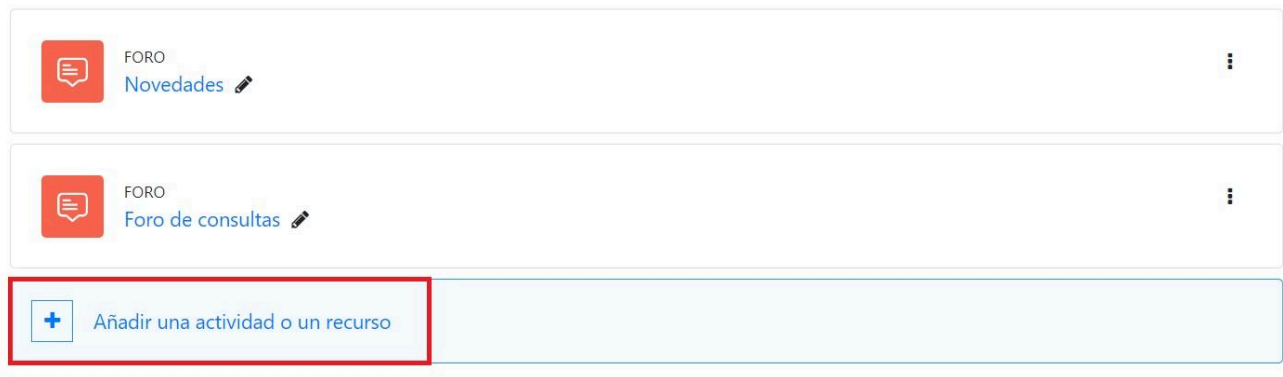 FORO
Novedades
FORO
Foro de consultas
Añadir una actividad o un recurso